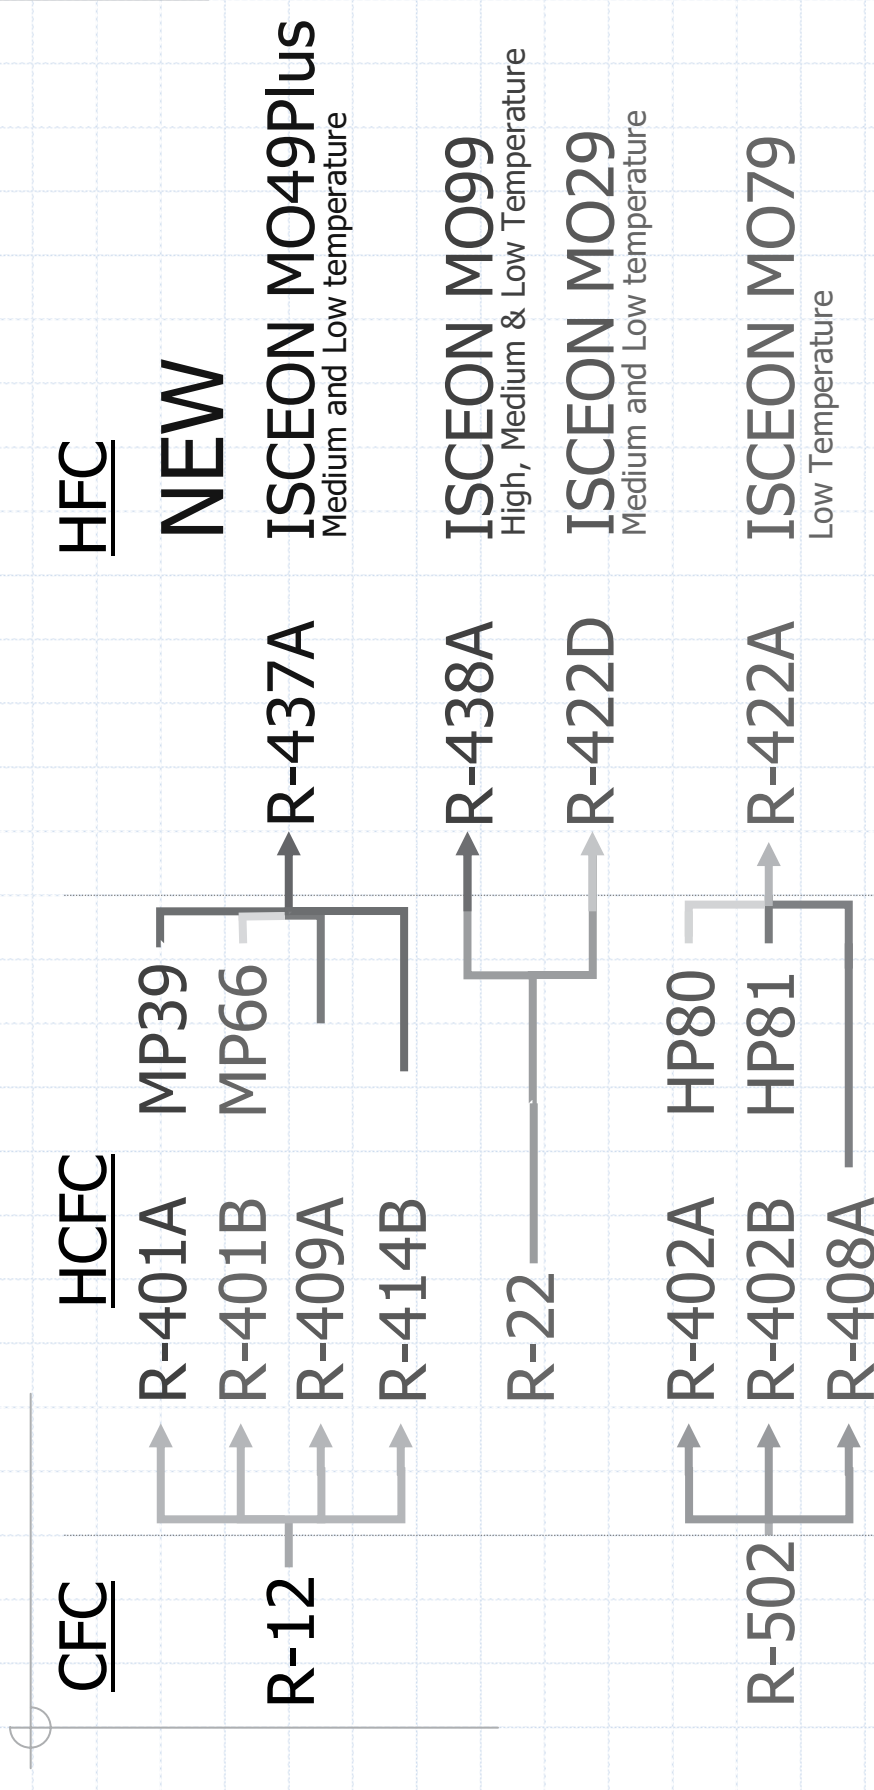 CFC
HCFC
HFC
NEW
R-401A MP39
R-401B MP66
R-12
R-409A
R-437A
ISCEON MO49Plus
Medium and Low temperature
R-414B
R-438A
ISCEON MO99
High, Medium & Low Temperature
R-22
R-422D
ISCEON MO29
Medium and Low temperature
R-402A HP80
R-502
R-402B HP81
R-422A
ISCEON MO79
Low Temperature
R-408A